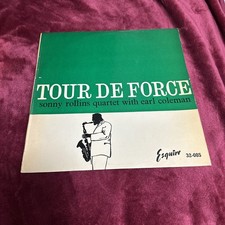 TOUR DE FORCE
sonny rollins quartet with earl coleman
Esquire
32-085